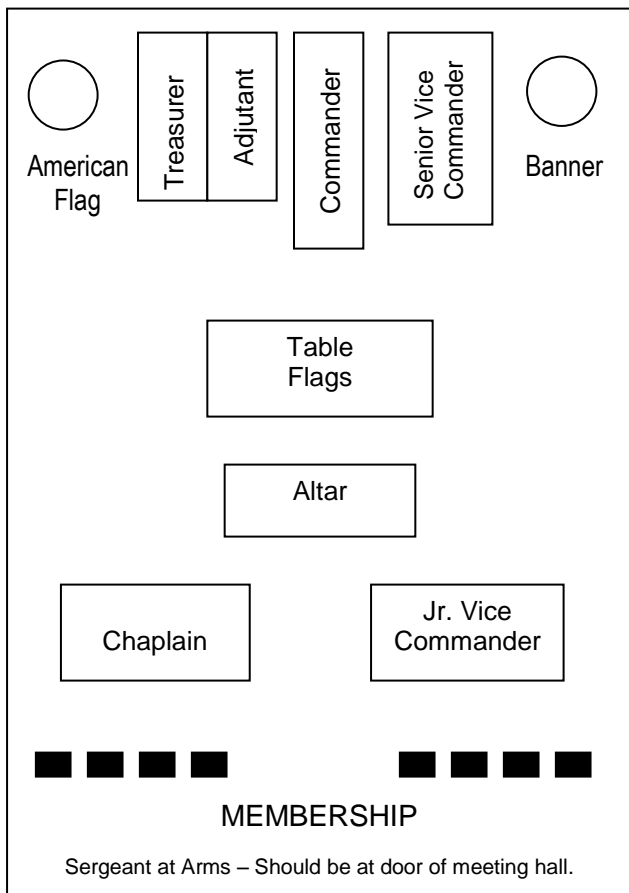 American
Flag
Treasurer
Adjutant
Commander
Senior Vice
Commander
Banner
Table
Flags
Altar
Chaplain
Jr. Vice
Commander
MEMBERSHIP
Sergeant at Arms – Should be at door of meeting hall.